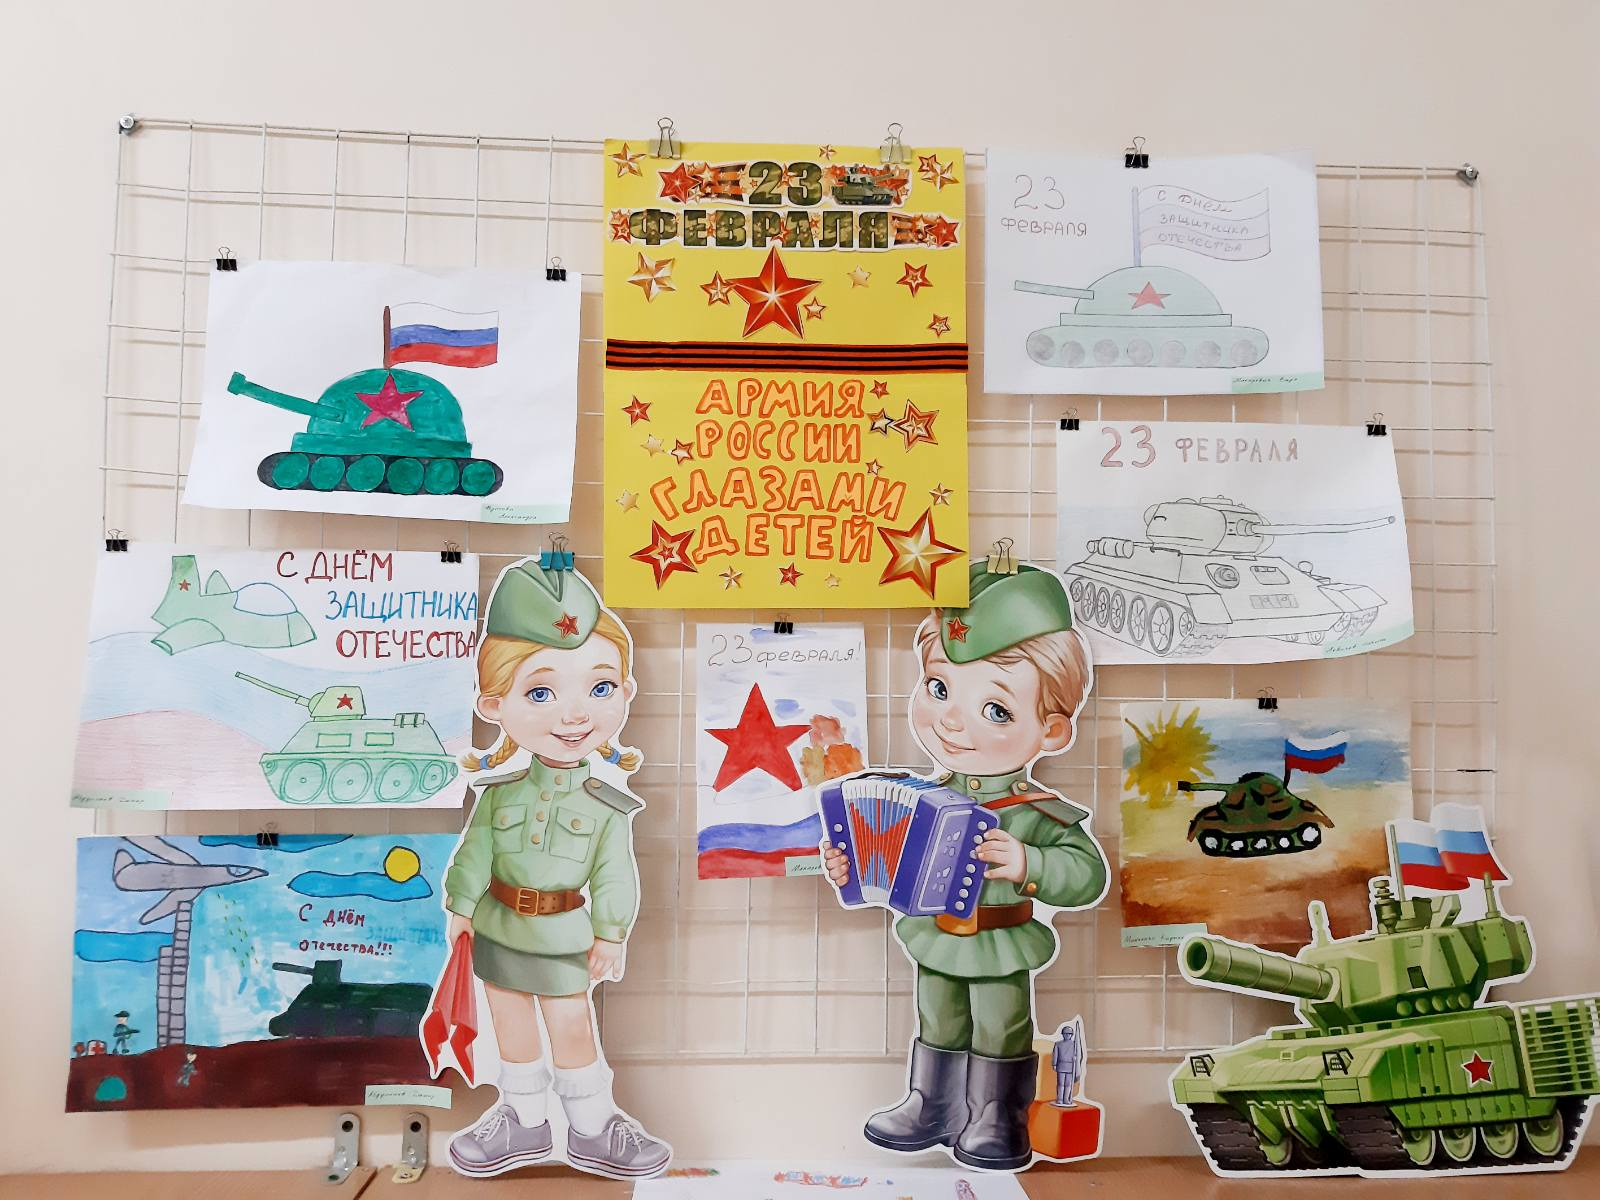 23
ФЕВРАЛЯ
АРМИЯ
РОССИИ
ГЛАЗАМИ
ДЕТЕЙ
23
ФЕВРАЛЯ
С ДНЕМ
ЗАЩИТНИКА
ОТЕЧЕСТВА
23 ФЕВРАЛЯ
С ДНЁМ
ЗАЩИТНИКА
ОТЕЧЕСТВА
23 ФЕВРАЛЯ!
С ДНЁМ
ЗАЩИТНИКА
ОТЕЧЕСТВА!!!